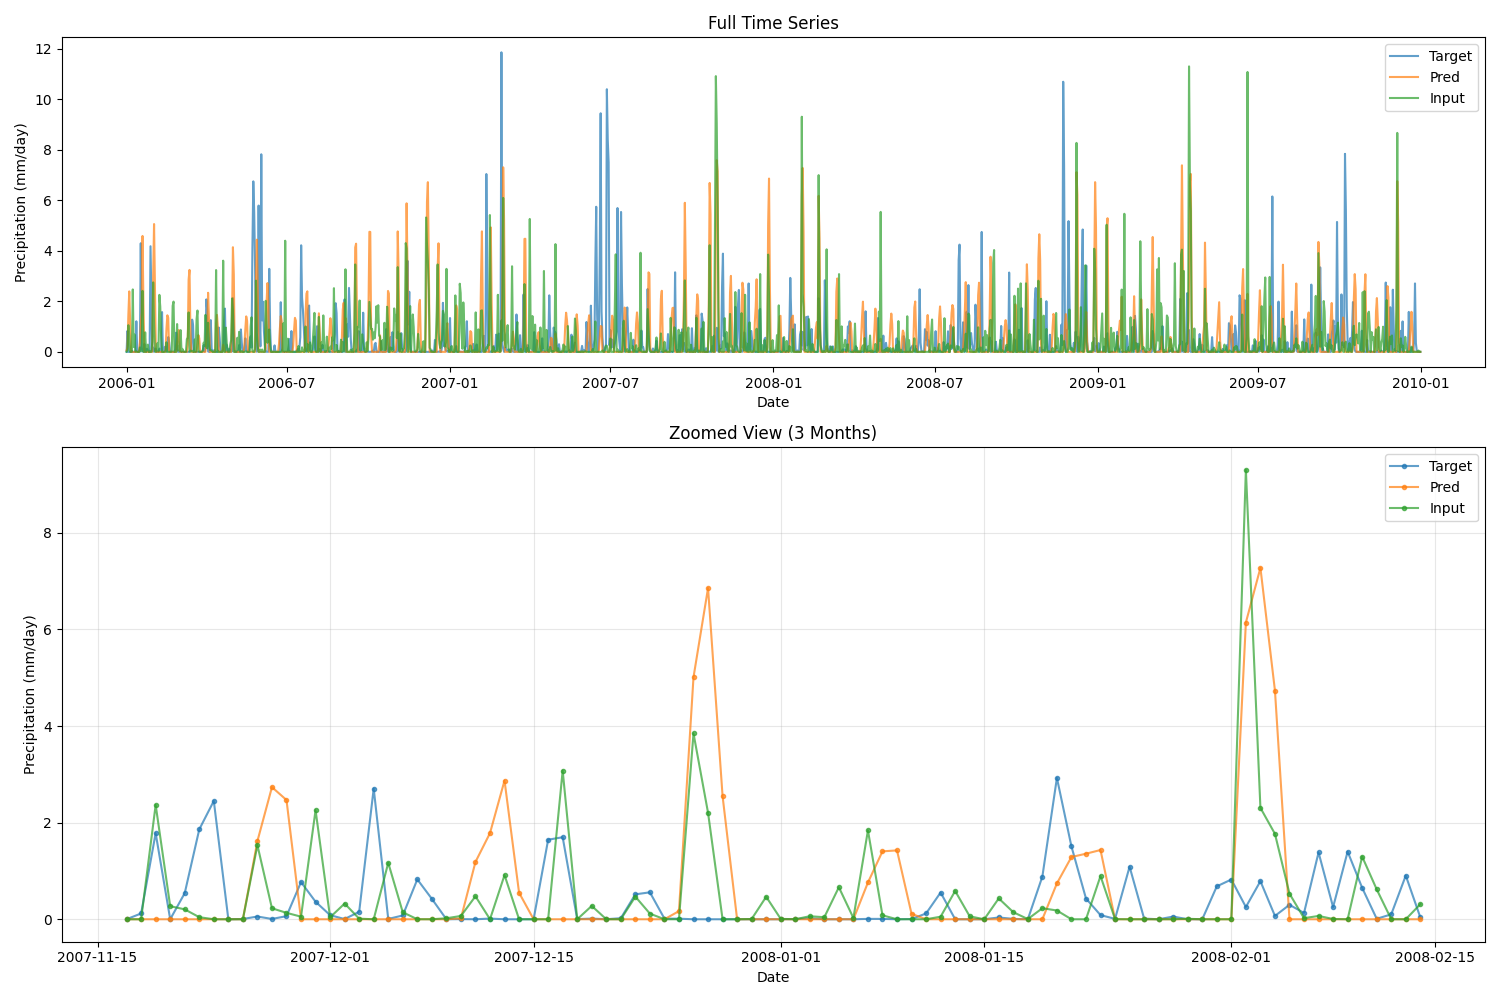 Full Time Series
Precipitation (mm/day)
12
10
8
6
4
2
0
Target
Pred
Input
2006-01
2006-07
2007-01
2007-07
2008-01
2008-07
2009-01
2009-07
2010-01
Date
Zoomed View (3 Months)
Precipitation (mm/day)
8
6
4
2
0
Target
Pred
Input
2007-11-15
2007-12-01
2007-12-15
2008-01-01
2008-01-15
2008-02-01
2008-02-15
Date